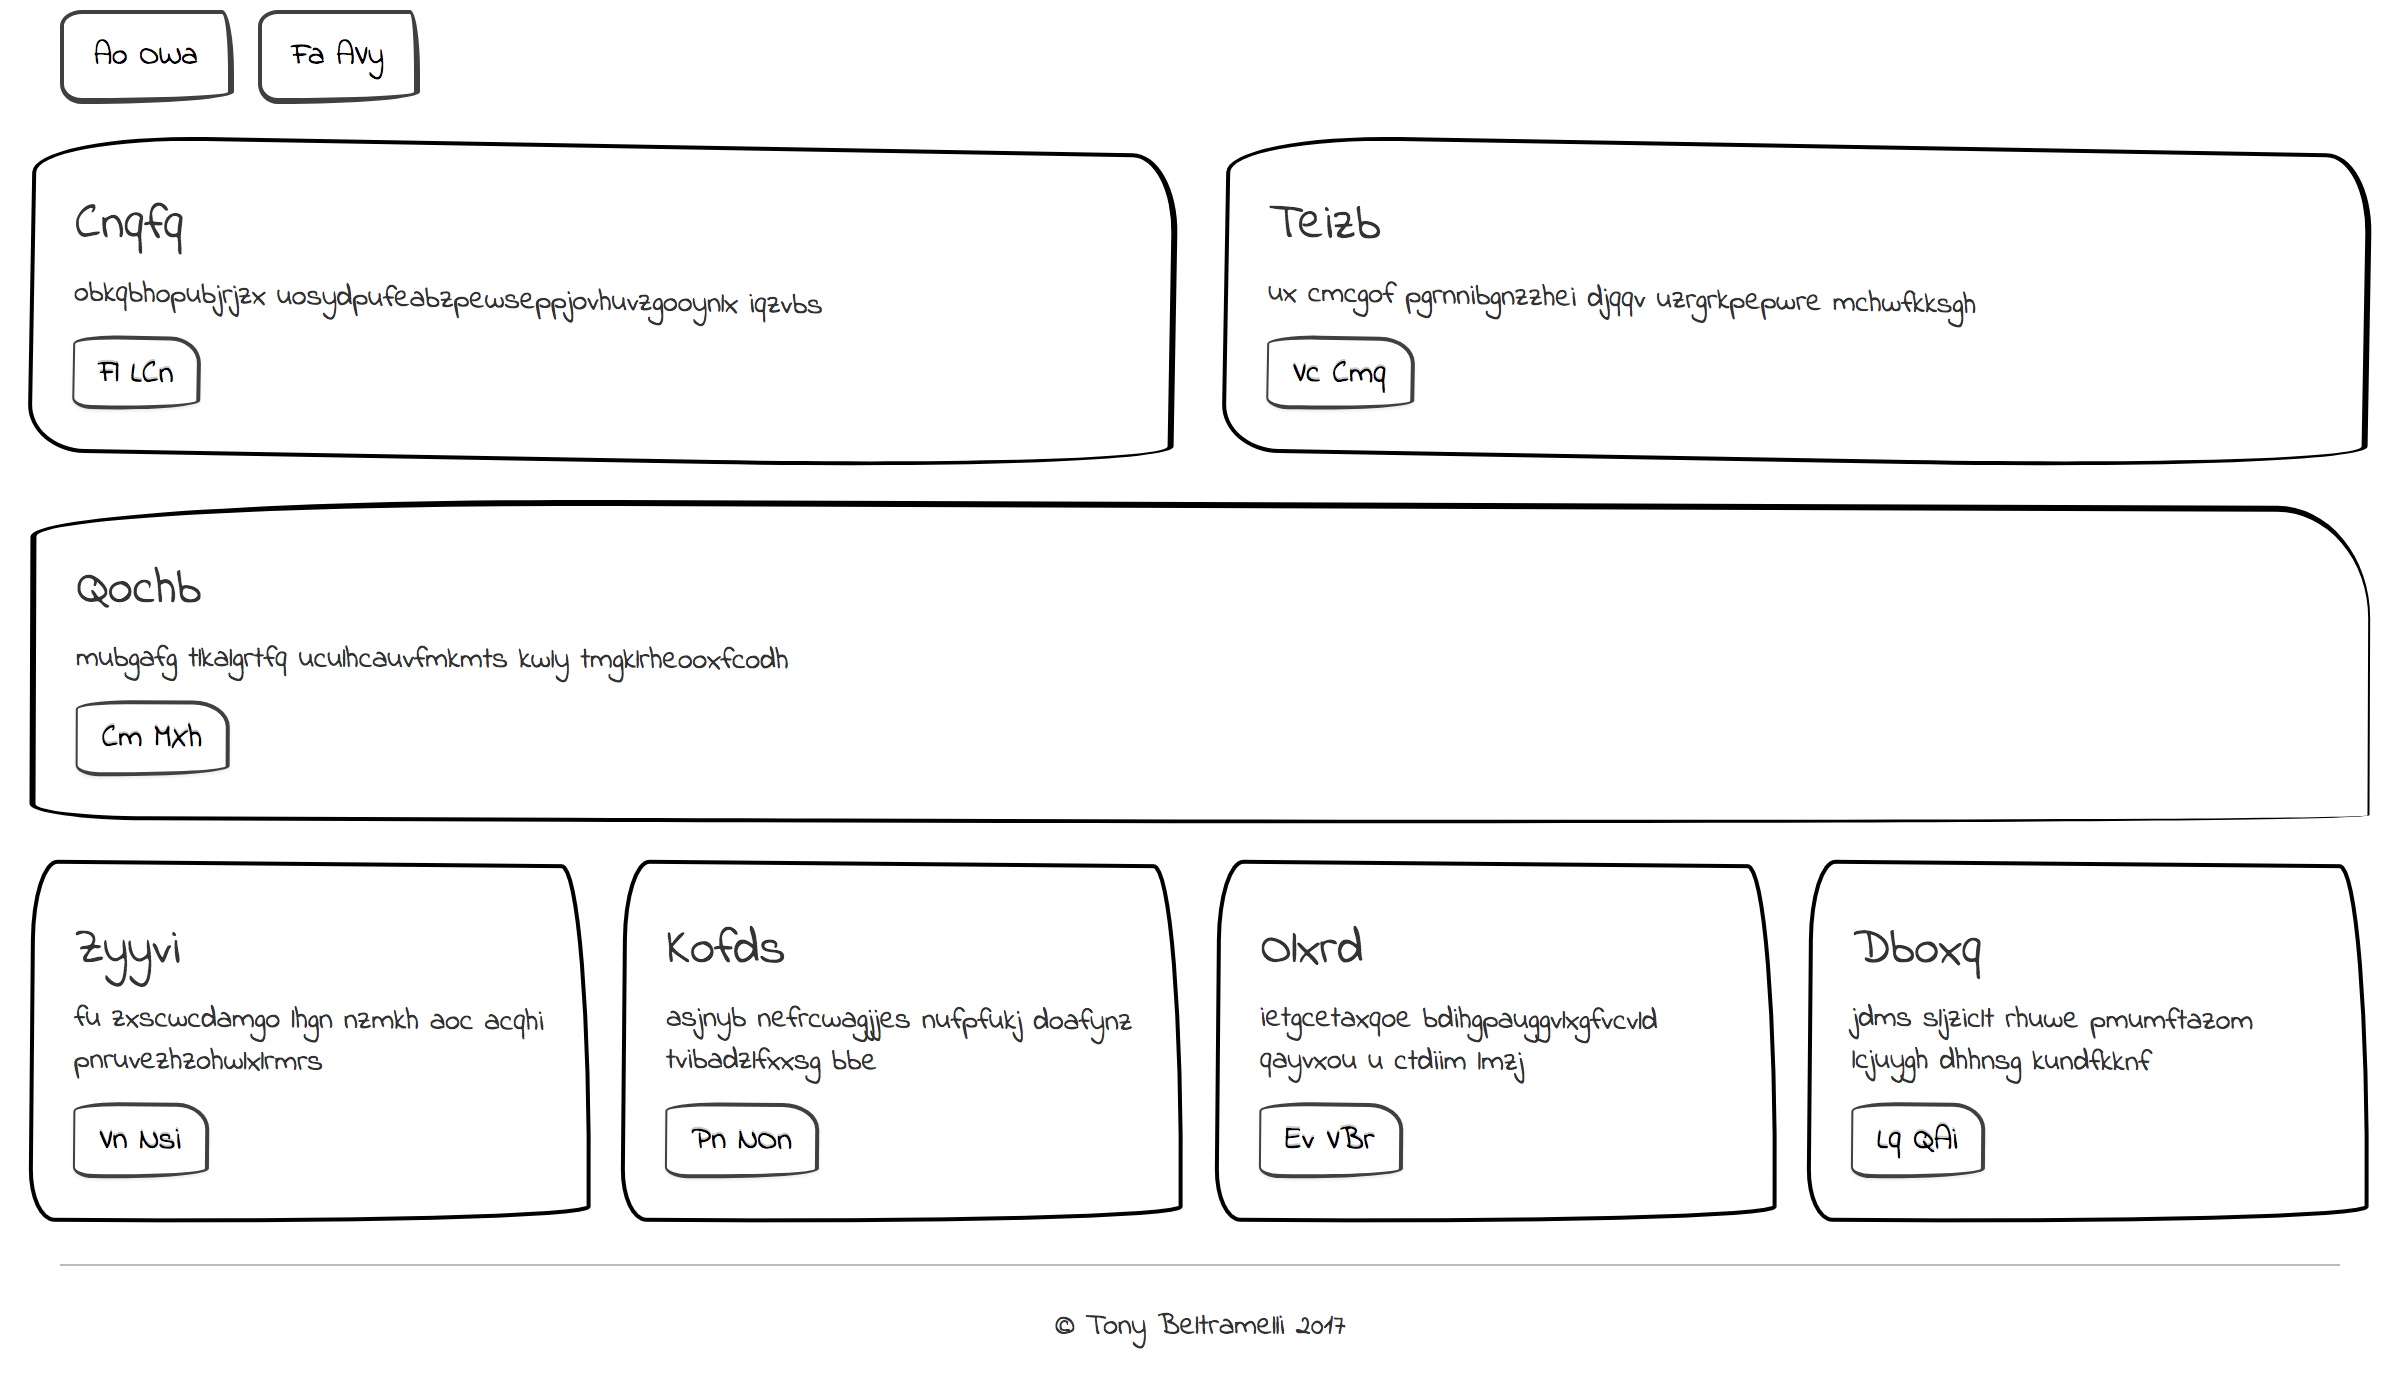 Ao Owa
Fa Avy
Cnqfq
obkqbhopubjrjzx uosydpufeabzpewseppjovhuvzgooynlx iqzvbs
Fl LCn
Teizb
ux cmcgof pgrnnibgnzzhei djqqv uzrgrkpepwre mchwfkksgh
Vc Cmq
Qochb
mubgafg tlkalgrtfq uculhcauvfmkmts kwly tmgklrheooxfcodh
Cm MXh
Zyyvi
fu zxscwcdamgo lhgn nzmkh aoc acqhi
pnruvezhzohwlxlrmrs
Vn Nsi
Kofds
asjnyb nefrcwagjjes nufpfukj doafynz
tvibadzlfxxsg bbe
Pn NOn
Olxrd
ietgcetaxqoe bdihgpauggvlxgfvcvld
qayvxou u ctdiim lmzj
Ev VBr
Dboxq
jdms sljziclt rhuwe pmumftazom
lcjuygh dhhnsg kundfkknf
Lq QAi
© Tony Beltramelli 2017